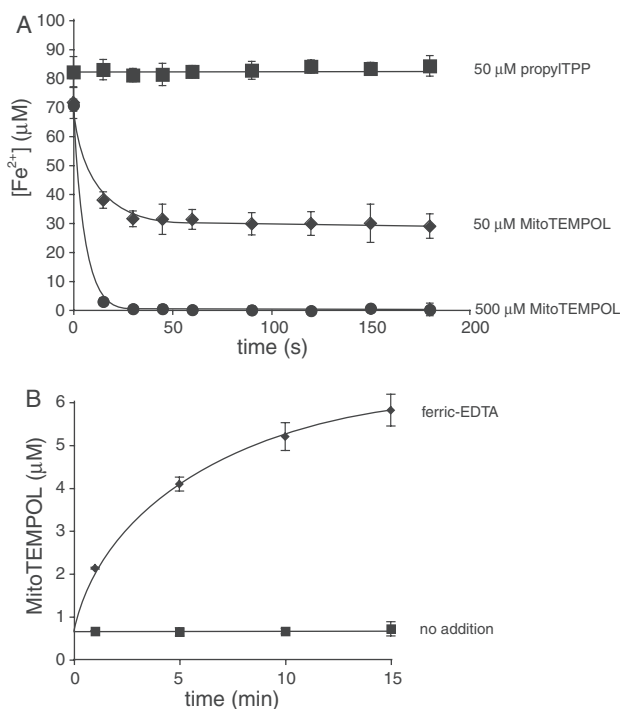 A
100
90
80
70
60
50
40
30
20
10
0
[Fe²⁺] (μM)
50 μM propylTPP
50 μM MitoTEMPOL
500 μM MitoTEMPOL
0 50 100 150 200
time (s)
B
6
5
4
3
2
1
0
MitoTEMPOL (μM)
ferric-EDTA
no addition
0 5 10 15
time (min)